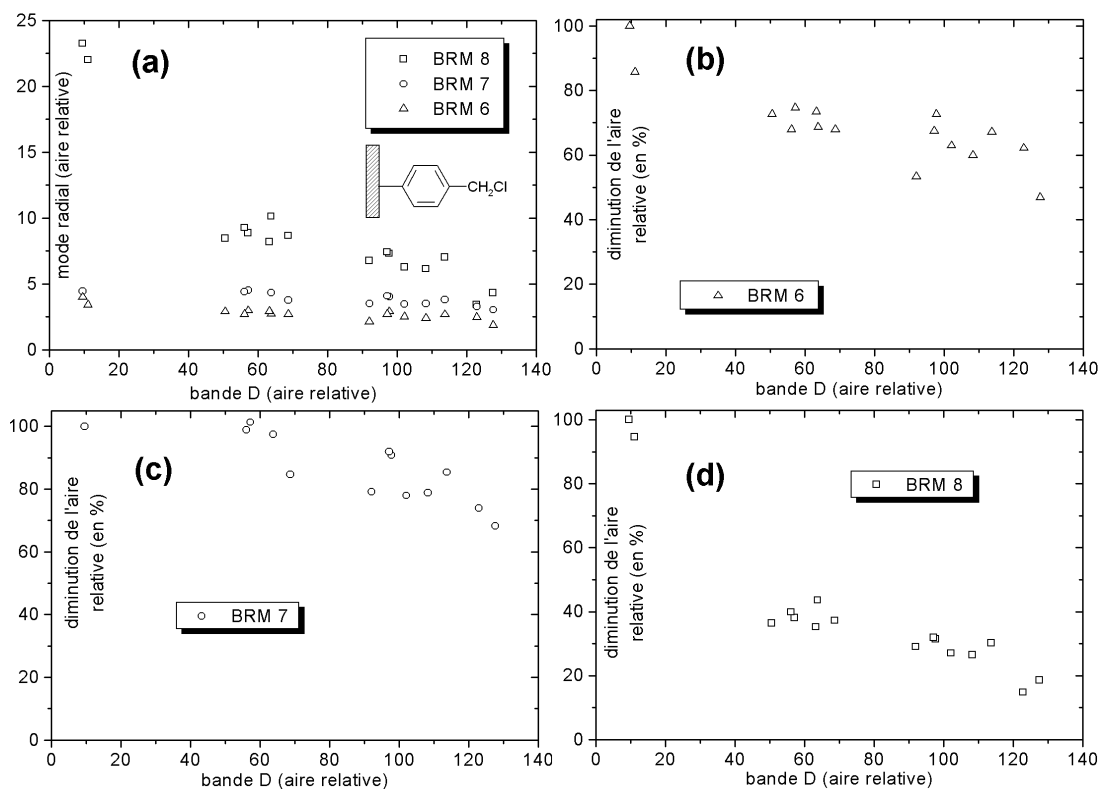 (a)
BRM 8
BRM 7
BRM 6
CH2Cl
mode radial (aire relative)
25
20
15
10
5
0
0 20 40 60 80 100 120 140
bande D (aire relative)
(b)
diminution de l'aire
relative (en %)
BRM 6
100
80
60
40
20
0
0 20 40 60 80 100 120 140
bande D (aire relative)
(c)
diminution de l'aire
relative (en %)
BRM 7
100
80
60
40
20
0
0 20 40 60 80 100 120 140
bande D (aire relative)
(d)
diminution de l'aire
relative (en %)
BRM 8
100
80
60
40
20
0
0 20 40 60 80 100 120 140
bande D (aire relative)